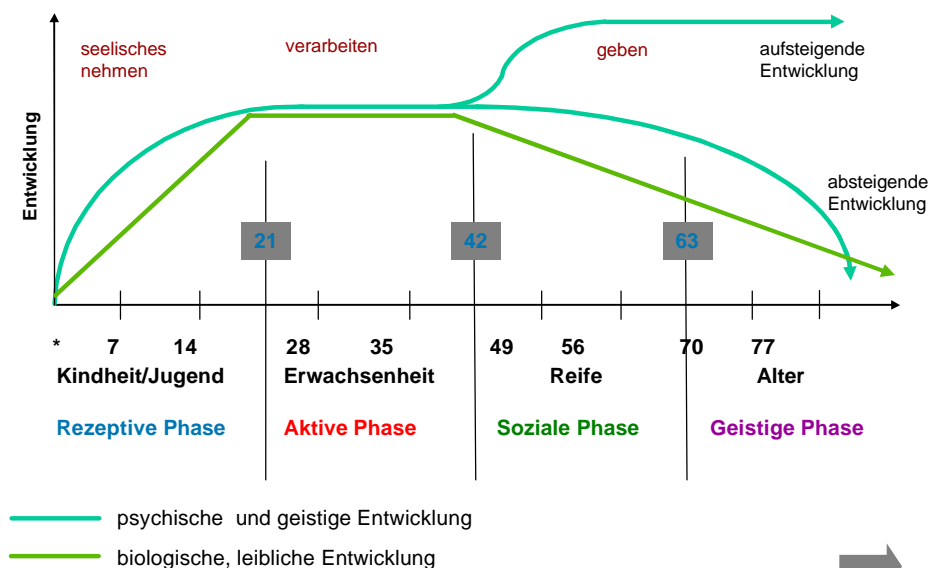 seelisches
nehmen
verarbeiten
geben
aufsteigende
Entwicklung
Entwicklung
absteigende
Entwicklung
21
42
63
* 7 14 28 35 49 56 70 77
Kindheit/Jugend Erwachsenheit Reife Alter
Rezeptive Phase Aktive Phase Soziale Phase Geistige Phase
psychische und geistige Entwicklung
biologische, leibliche Entwicklung